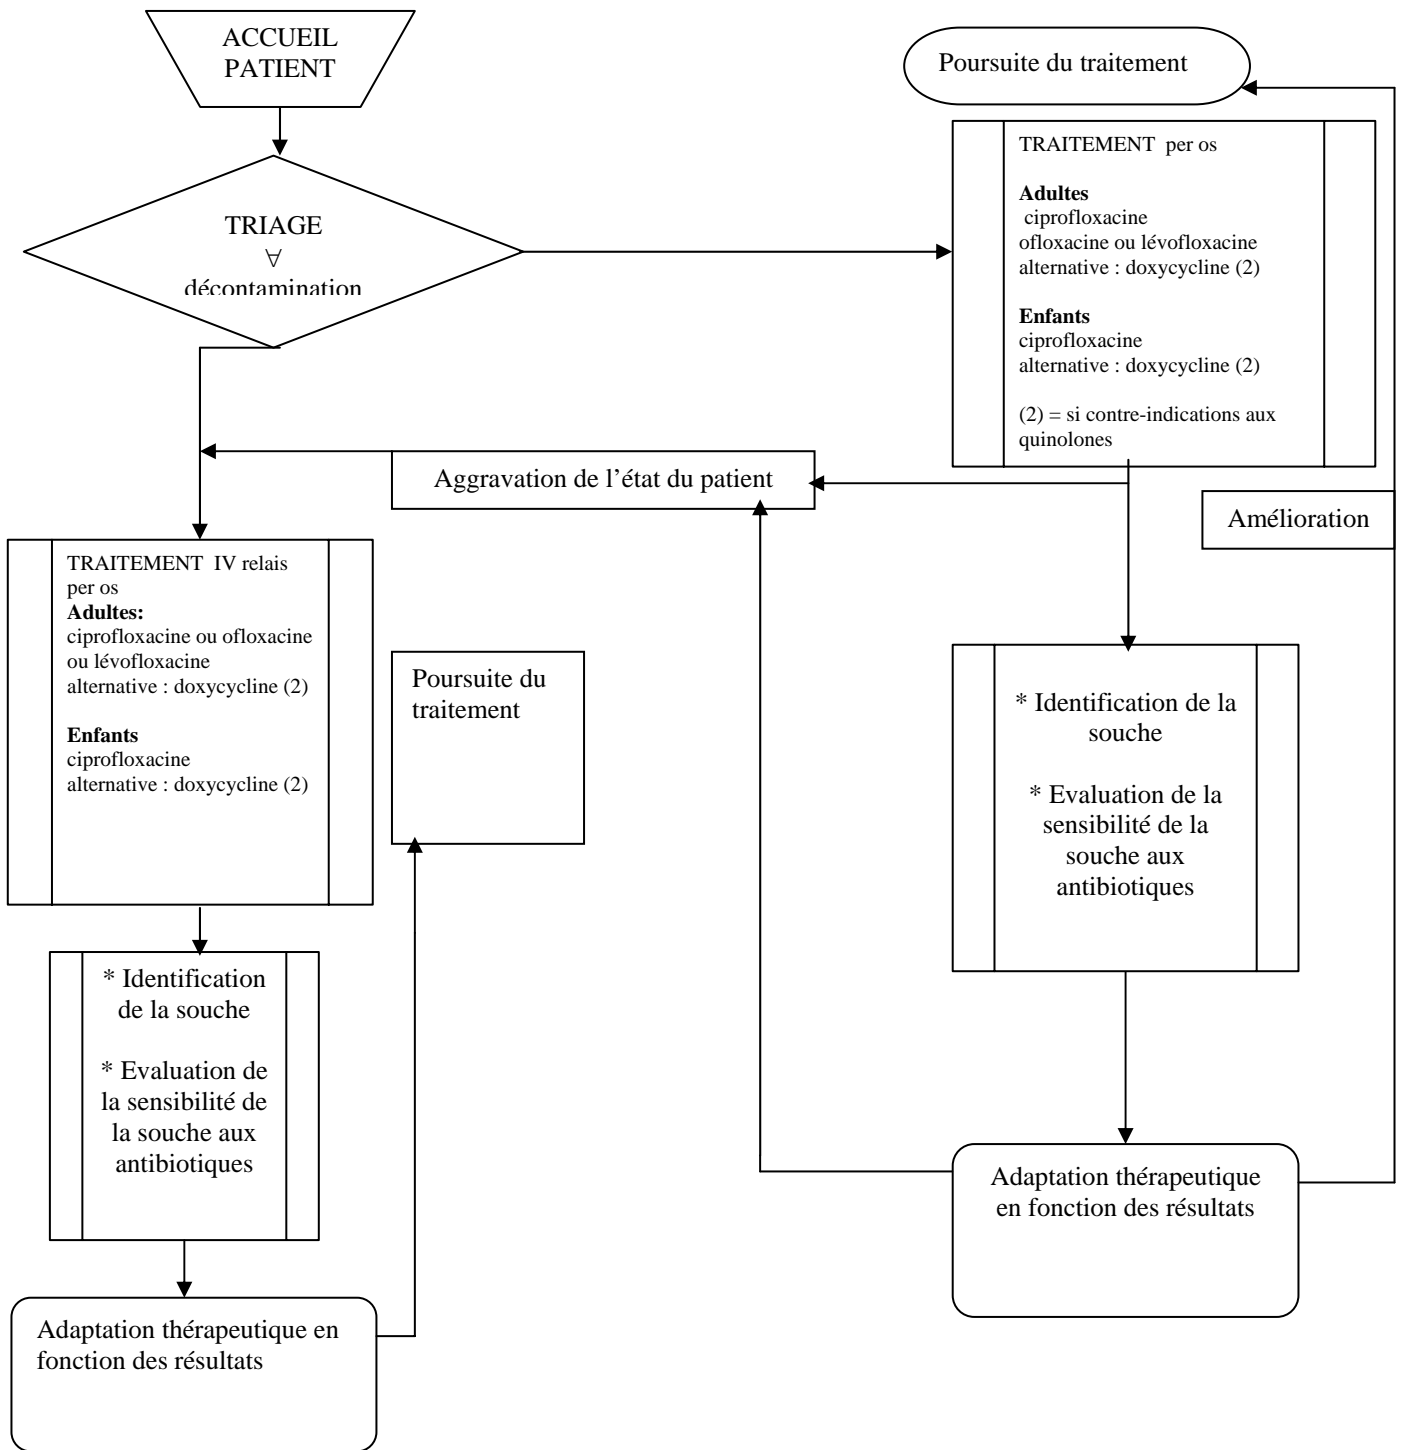 ACCUEIL
PATIENT
Poursuite du traitement
TRIAGE
∀
décontamination
TRAITEMENT per os
Adultes
ciprofloxacine
ofloxacine ou lévofloxacine
alternative : doxycycline (2)
Enfants
ciprofloxacine
alternative : doxycycline (2)
(2) = si contre-indications aux
quinolones
Aggravation de l’état du patient
Amélioration
TRAITEMENT IV relais
per os
Adultes:
ciprofloxacine ou ofloxacine
ou lévofloxacine
alternative : doxycycline (2)
Enfants
ciprofloxacine
alternative : doxycycline (2)
Poursuite du
traitement
* Identification de la
souche
* Evaluation de la
sensibilité de la
souche aux
antibiotiques
* Identification
de la souche
* Evaluation de
la sensibilité de
la souche aux
antibiotiques
Adaptation thérapeutique
en fonction des résultats
Adaptation thérapeutique en
fonction des résultats